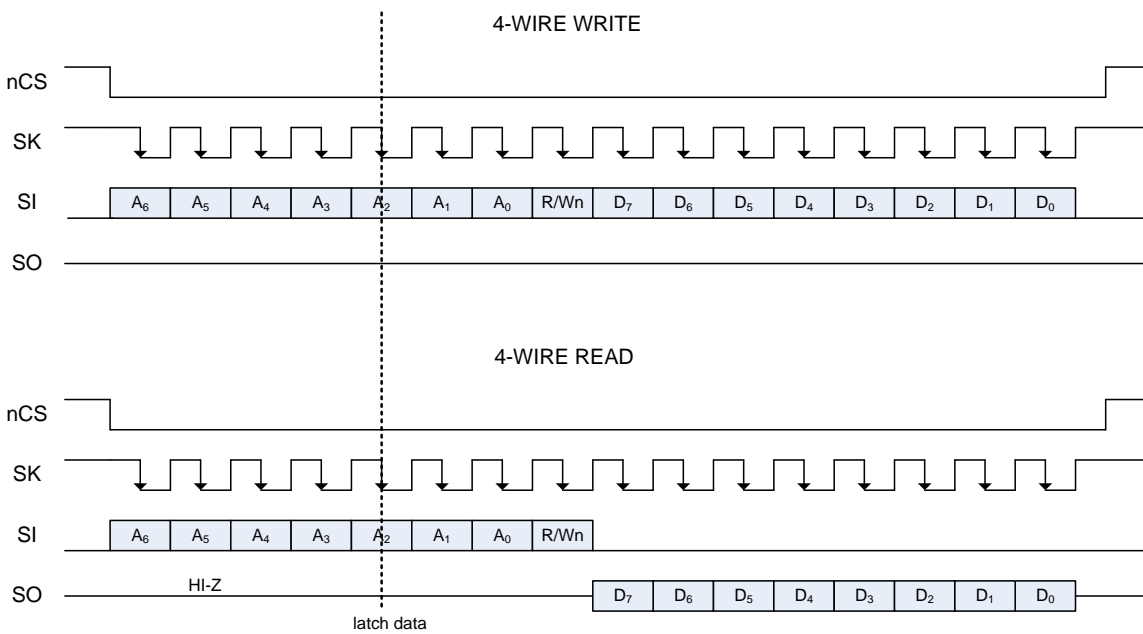 4-WIRE WRITE
nCS
SK
SI A₆ A₅ A₄ A₃ A₂ A₁ A₀ R/Wn D₇ D₆ D₅ D₄ D₃ D₂ D₁ D₀
SO
4-WIRE READ
nCS
SK
SI A₆ A₅ A₄ A₃ A₂ A₁ A₀ R/Wn
SO HI-Z D₇ D₆ D₅ D₄ D₃ D₂ D₁ D₀
latch data